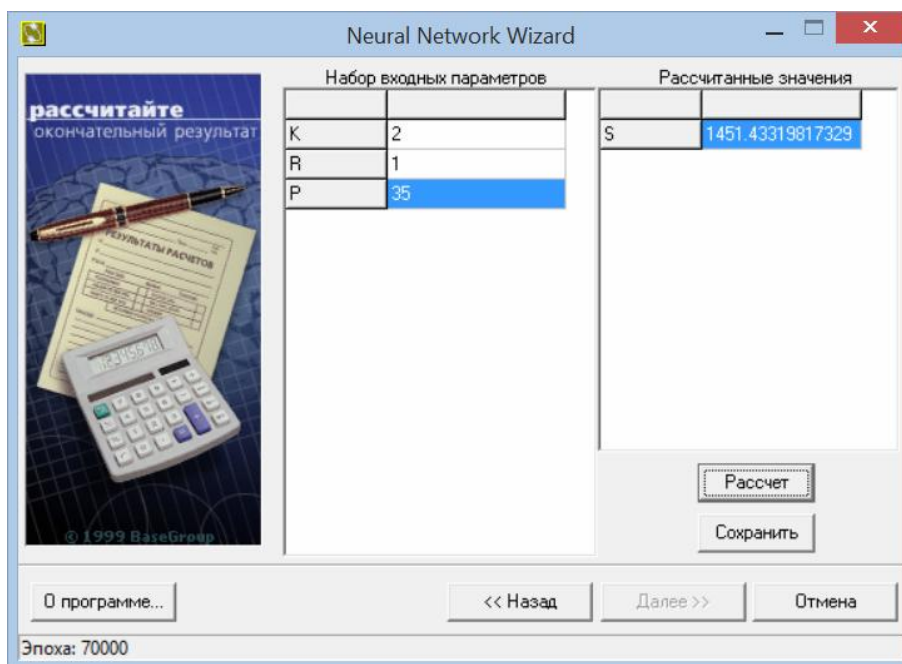 Neural Network Wizard
рассчитайте
окончательный результат
РЕЗУЛЬТАТЫ РАСЧЕТОВ
12345678
© 1999 BaseGroup
Набор входных параметров
K 2
R 1
P 35
Рассчитанные значения
S 1451.43319817329
Рассчет
Сохранить
О программе...
<< Назад
Далее >>
Отмена
Эпоха: 70000